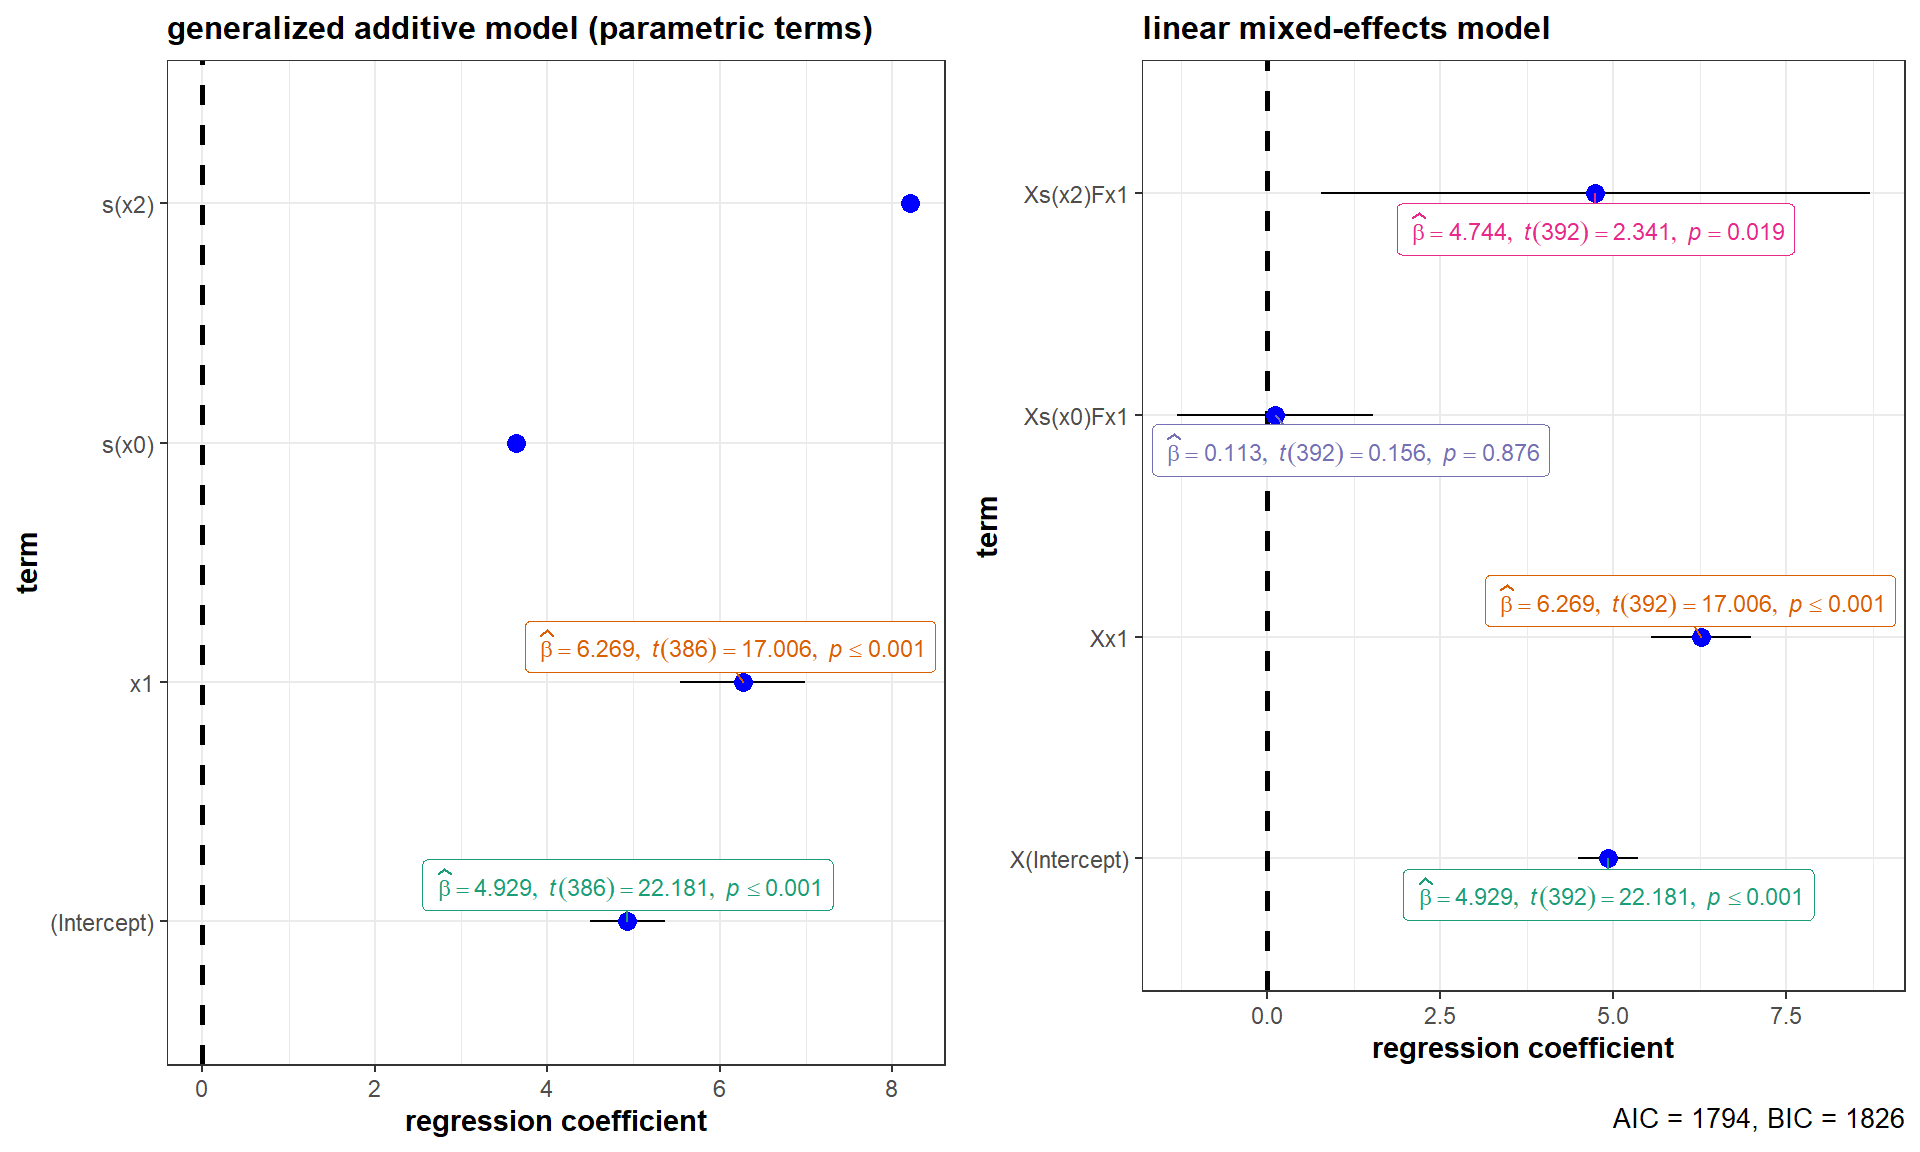 generalized additive model (parametric terms)
term
s(x2)
s(x0)
x1
(Intercept)
β̂ = 6.269, t(386) = 17.006, p ≤ 0.001
β̂ = 4.929, t(386) = 22.181, p ≤ 0.001
0 2 4 6 8
regression coefficient
linear mixed-effects model
term
Xs(x2)Fx1
Xs(x0)Fx1
Xx1
X(Intercept)
β̂ = 4.744, t(392) = 2.341, p = 0.019
β̂ = 0.113, t(392) = 0.156, p = 0.876
β̂ = 6.269, t(392) = 17.006, p ≤ 0.001
β̂ = 4.929, t(392) = 22.181, p ≤ 0.001
0.0 2.5 5.0 7.5
regression coefficient
AIC = 1794, BIC = 1826